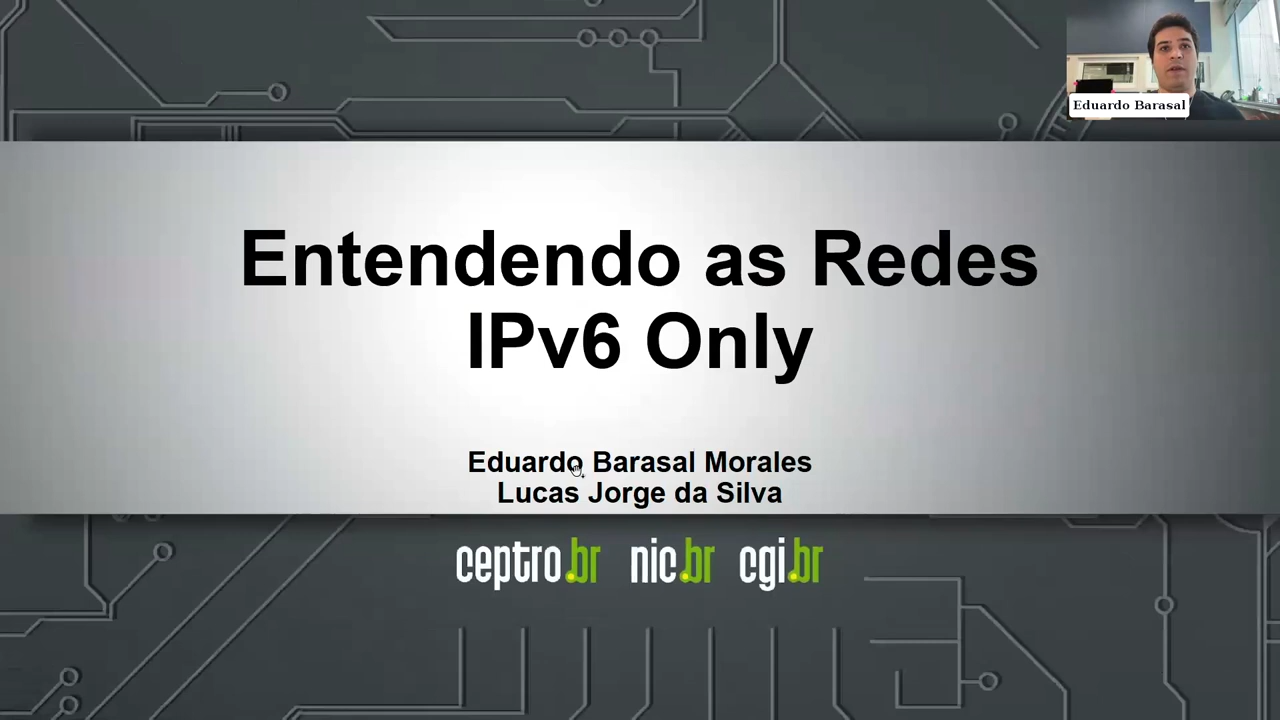 Eduardo Barasal
Entendendo as Redes
IPv6 Only
Eduardo Barasal Morales
Lucas Jorge da Silva
ceptro.br nic.br cgi.br